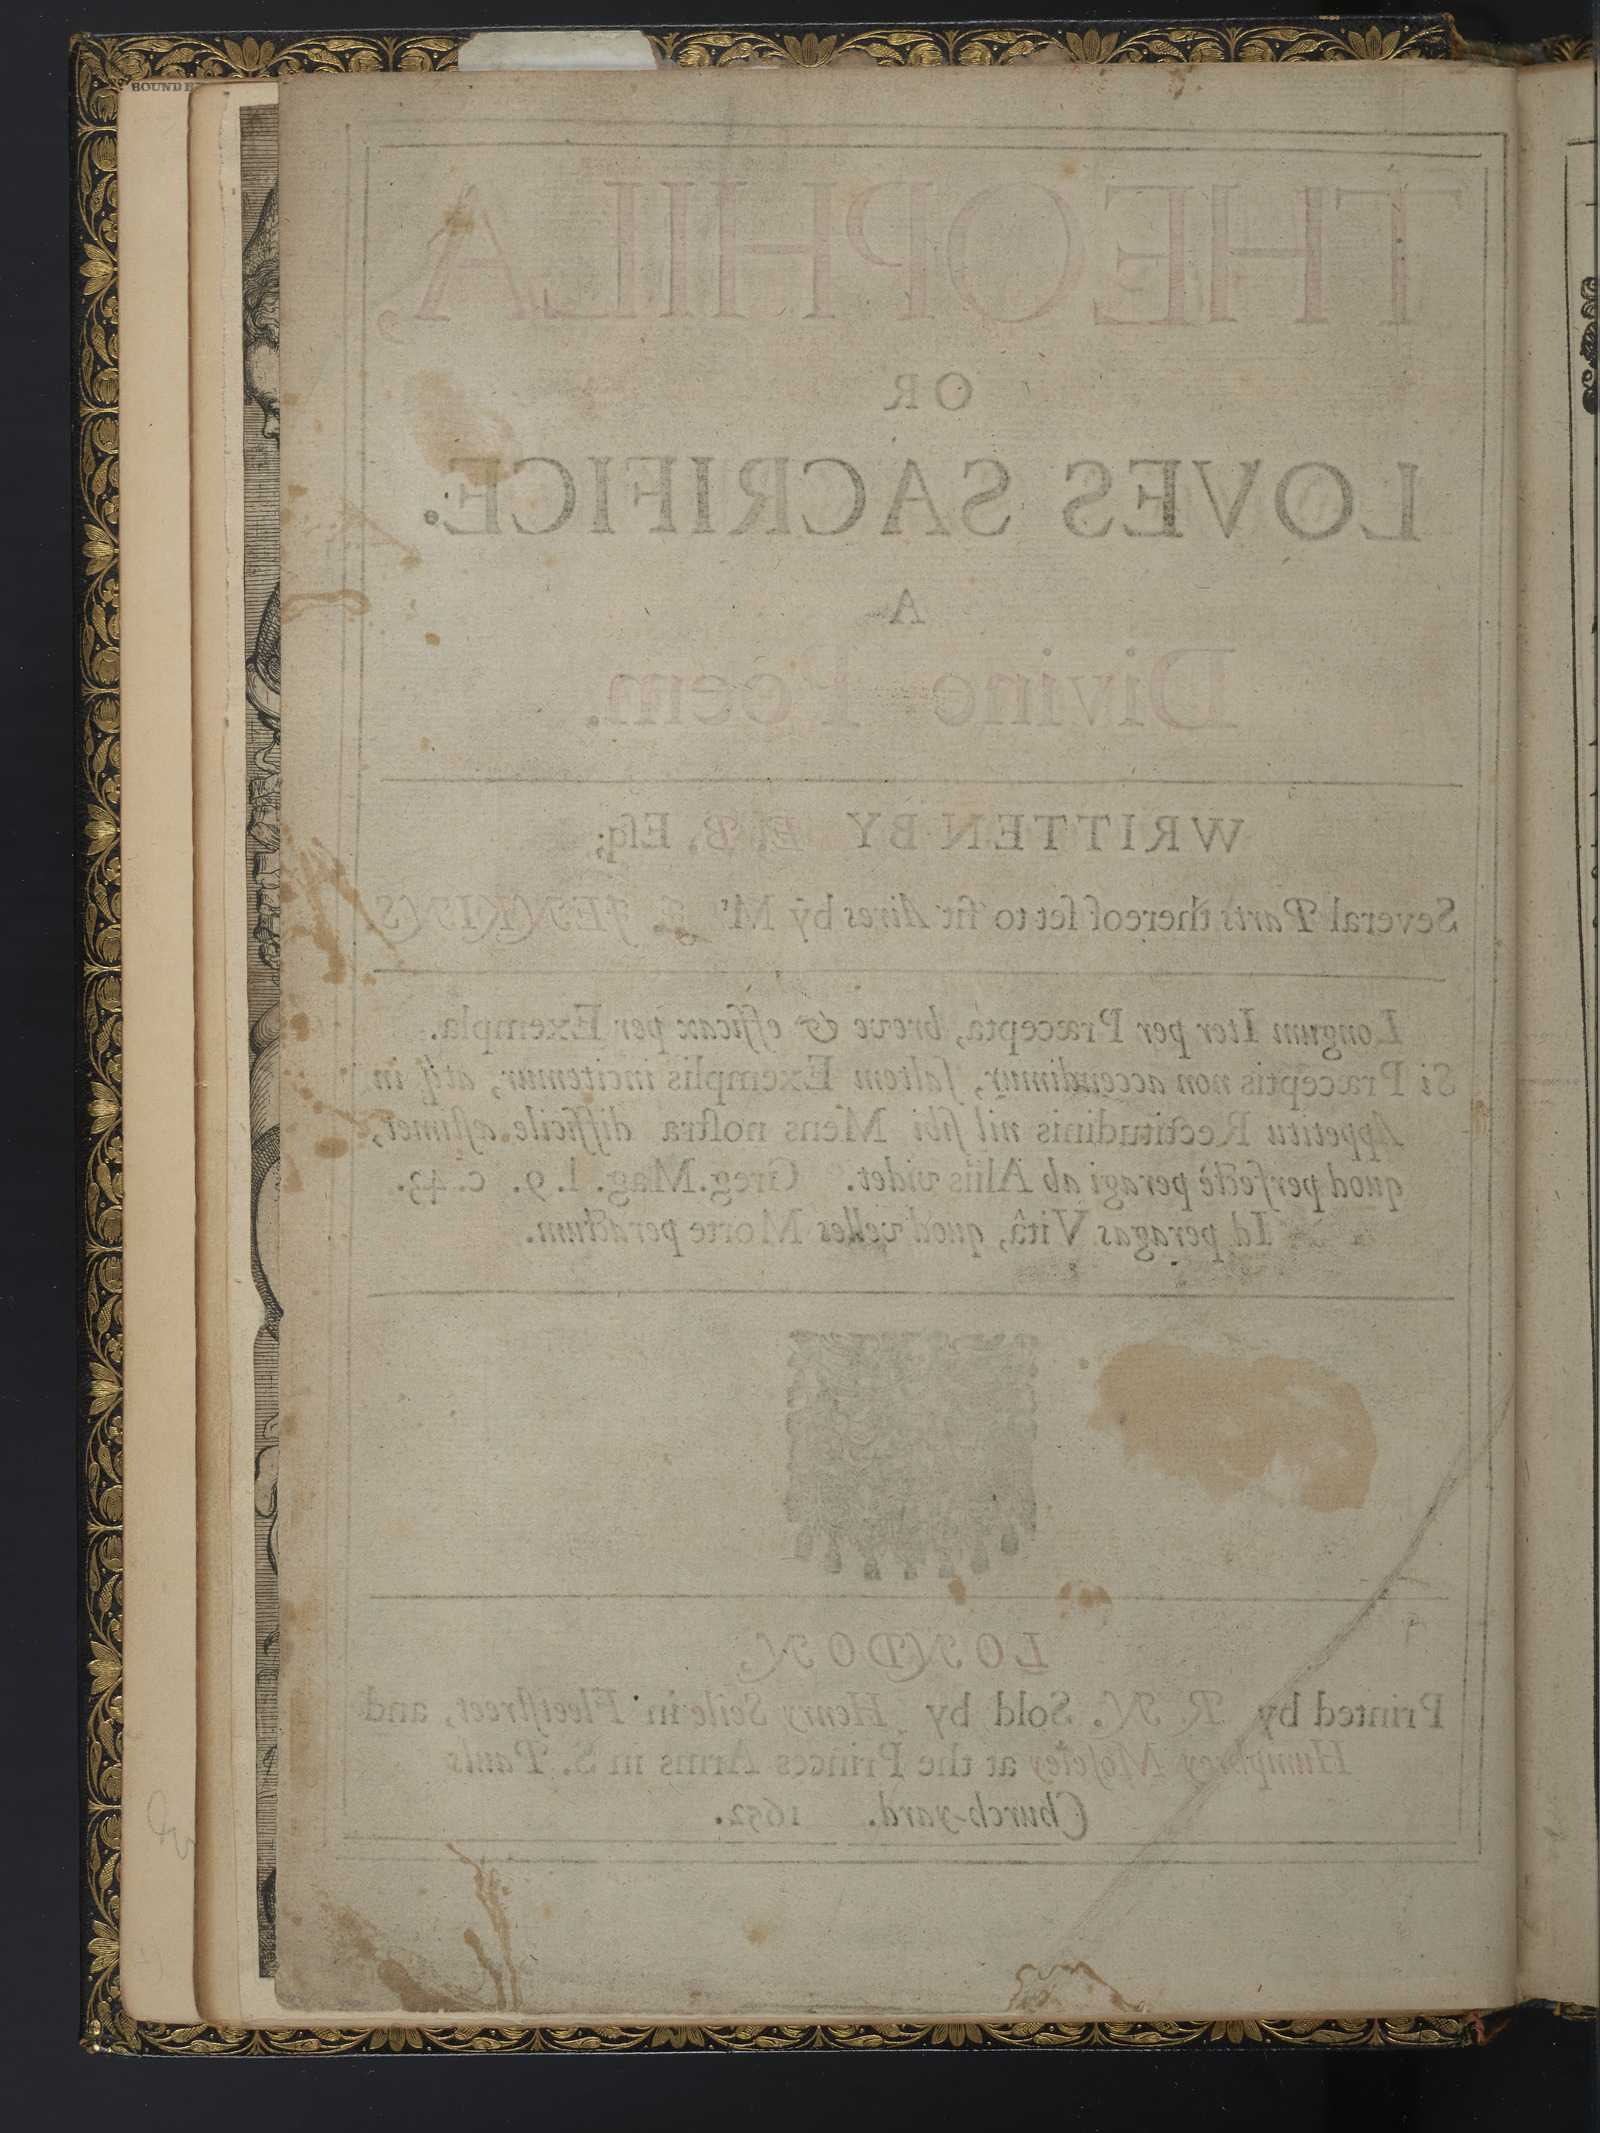 BOUND B
THEOPHILA,
OR
LOVES SACRIFICE.
A
Divine Poem.
WRITTEN BY E. B. Eſq;
Several Parts thereof ſet to fit Aires by Mr J. JENKINS.
Longum Iter per Præcepta, breve & efficax per Exempla.
Si Præceptis non accendimur, ſaltem Exemplis incitemur, atq; in
Appetitu Rectitudinis nil ſibi Mens noſtra difficile æſtimet,
quod perfectè peragi ab Aliis videt. Greg. Mag. l. 9. c. 43.
Id peragas Vitâ, quod velles Morte peractum.
LONDON,
Printed by R. N. Sold by Henry Seile in Fleetſtreet, and
Humphrey Moſeley at the Princes Arms in S. Pauls
Church-yard. 1652.